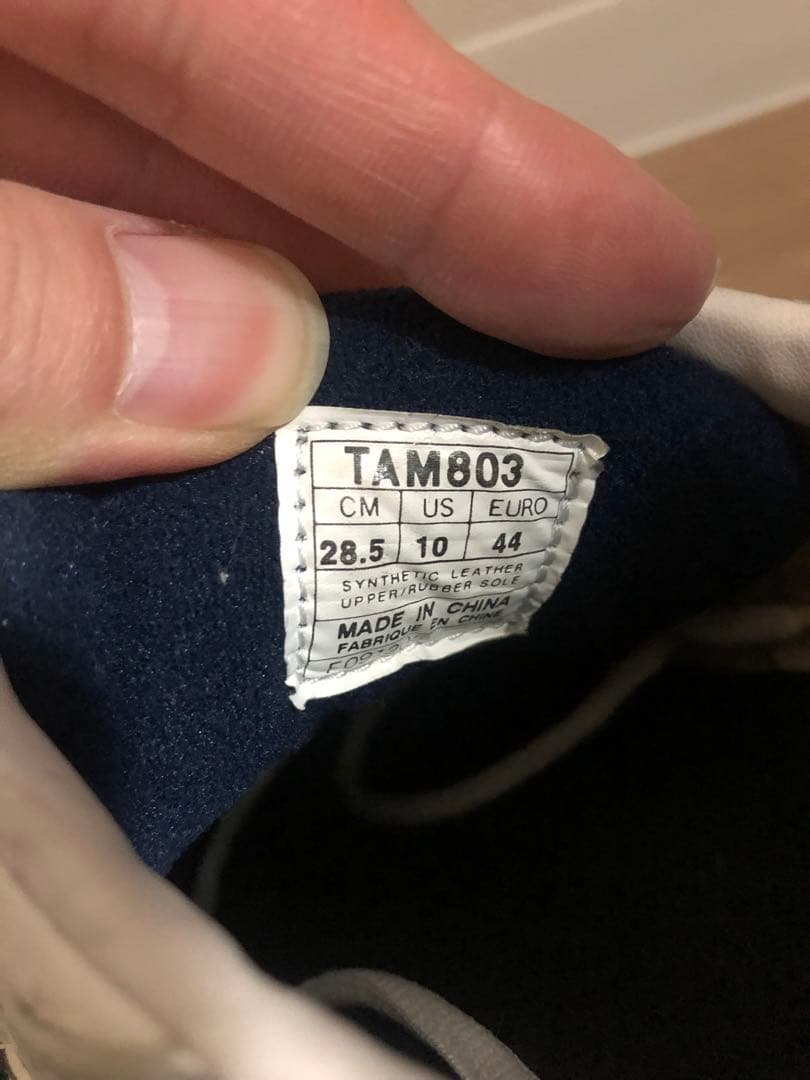 TAM803
CM US EURO
28.5 10 44
SYNTHETIC LEATHER
UPPER/RUBBER SOLE
MADE IN CHINA
FABRIQUE EN CHINE